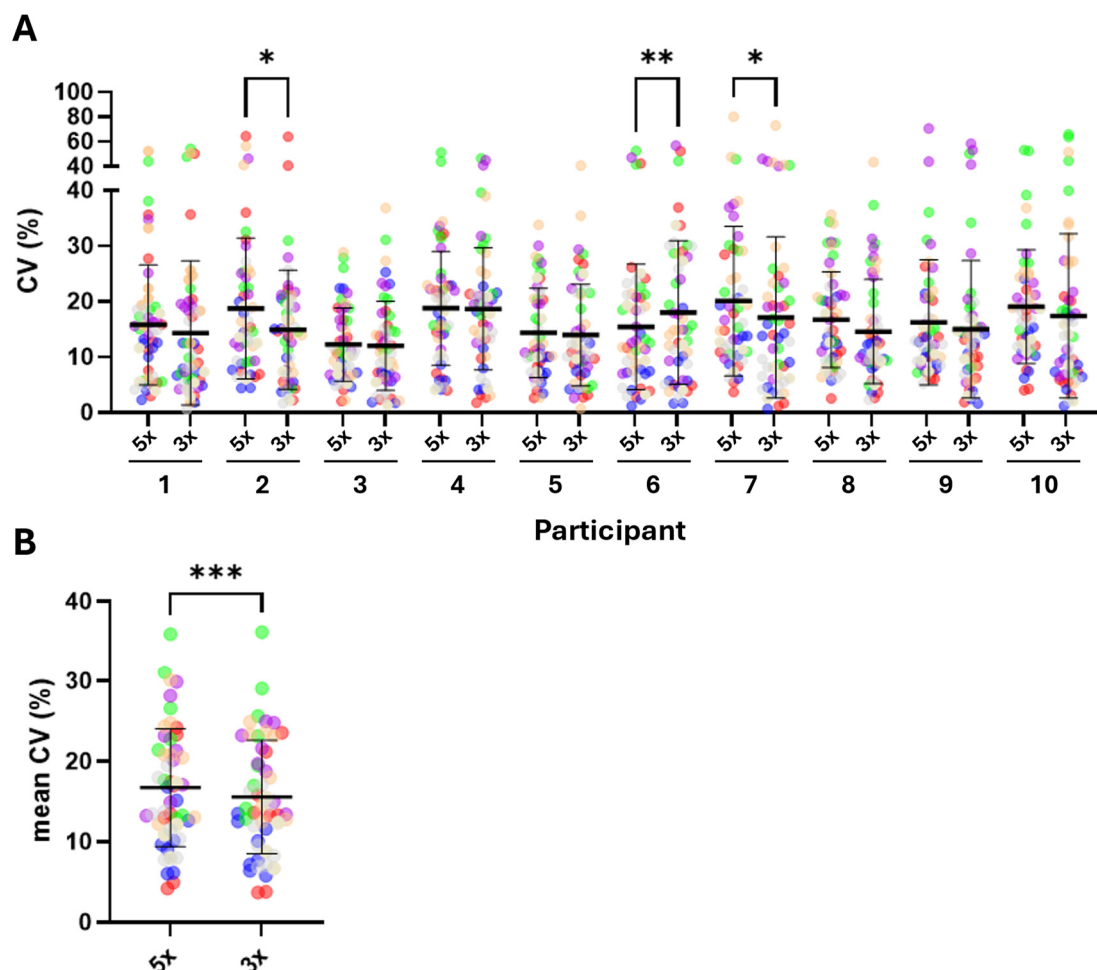 A
* ** *
100
80
60
40
40
30
20
10
0
CV (%)
5x 3x 5x 3x 5x 3x 5x 3x 5x 3x 5x 3x 5x 3x 5x 3x 5x 3x 5x 3x
1 2 3 4 5 6 7 8 9 10
Participant
B
***
40
30
20
10
0
mean CV (%)
5x 3x